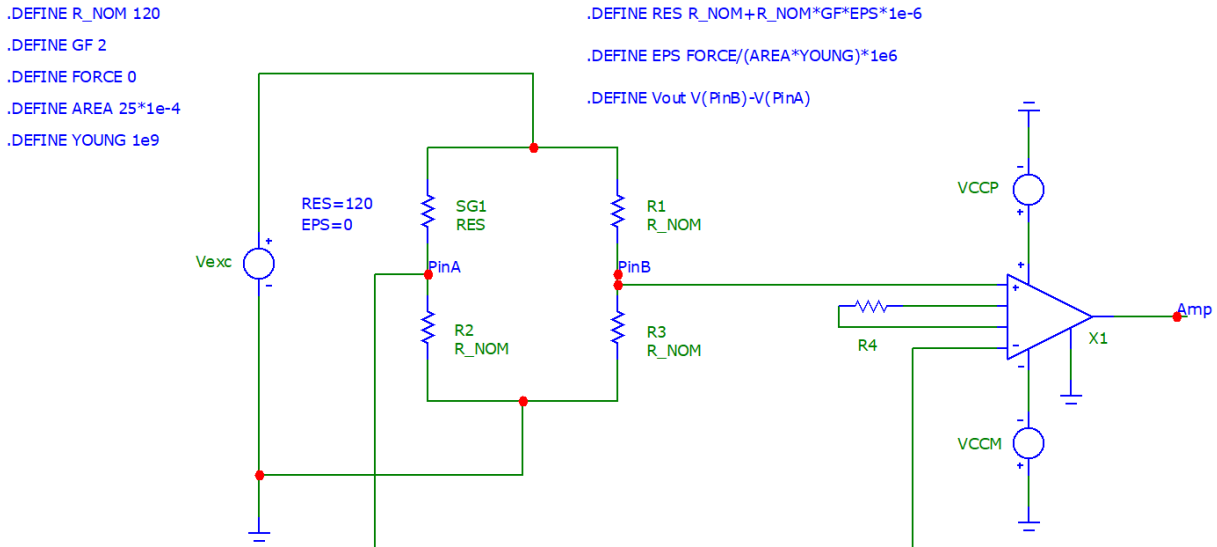 .DEFINE R_NOM 120
.DEFINE GF 2
.DEFINE FORCE 0
.DEFINE AREA 25*1e-4
.DEFINE YOUNG 1e9
.DEFINE RES R_NOM+R_NOM*GF*EPS*1e-6
.DEFINE EPS FORCE/(AREA*YOUNG)*1e6
.DEFINE Vout V(PinB)-V(PinA)
RES=120
EPS=0
Vexc
+
-
SG1
RES
R1
R_NOM
PinA
PinB
R2
R_NOM
R3
R_NOM
-
VCCP
+
+
+
R4
-
X1
Amp
-
-
VCCM
+